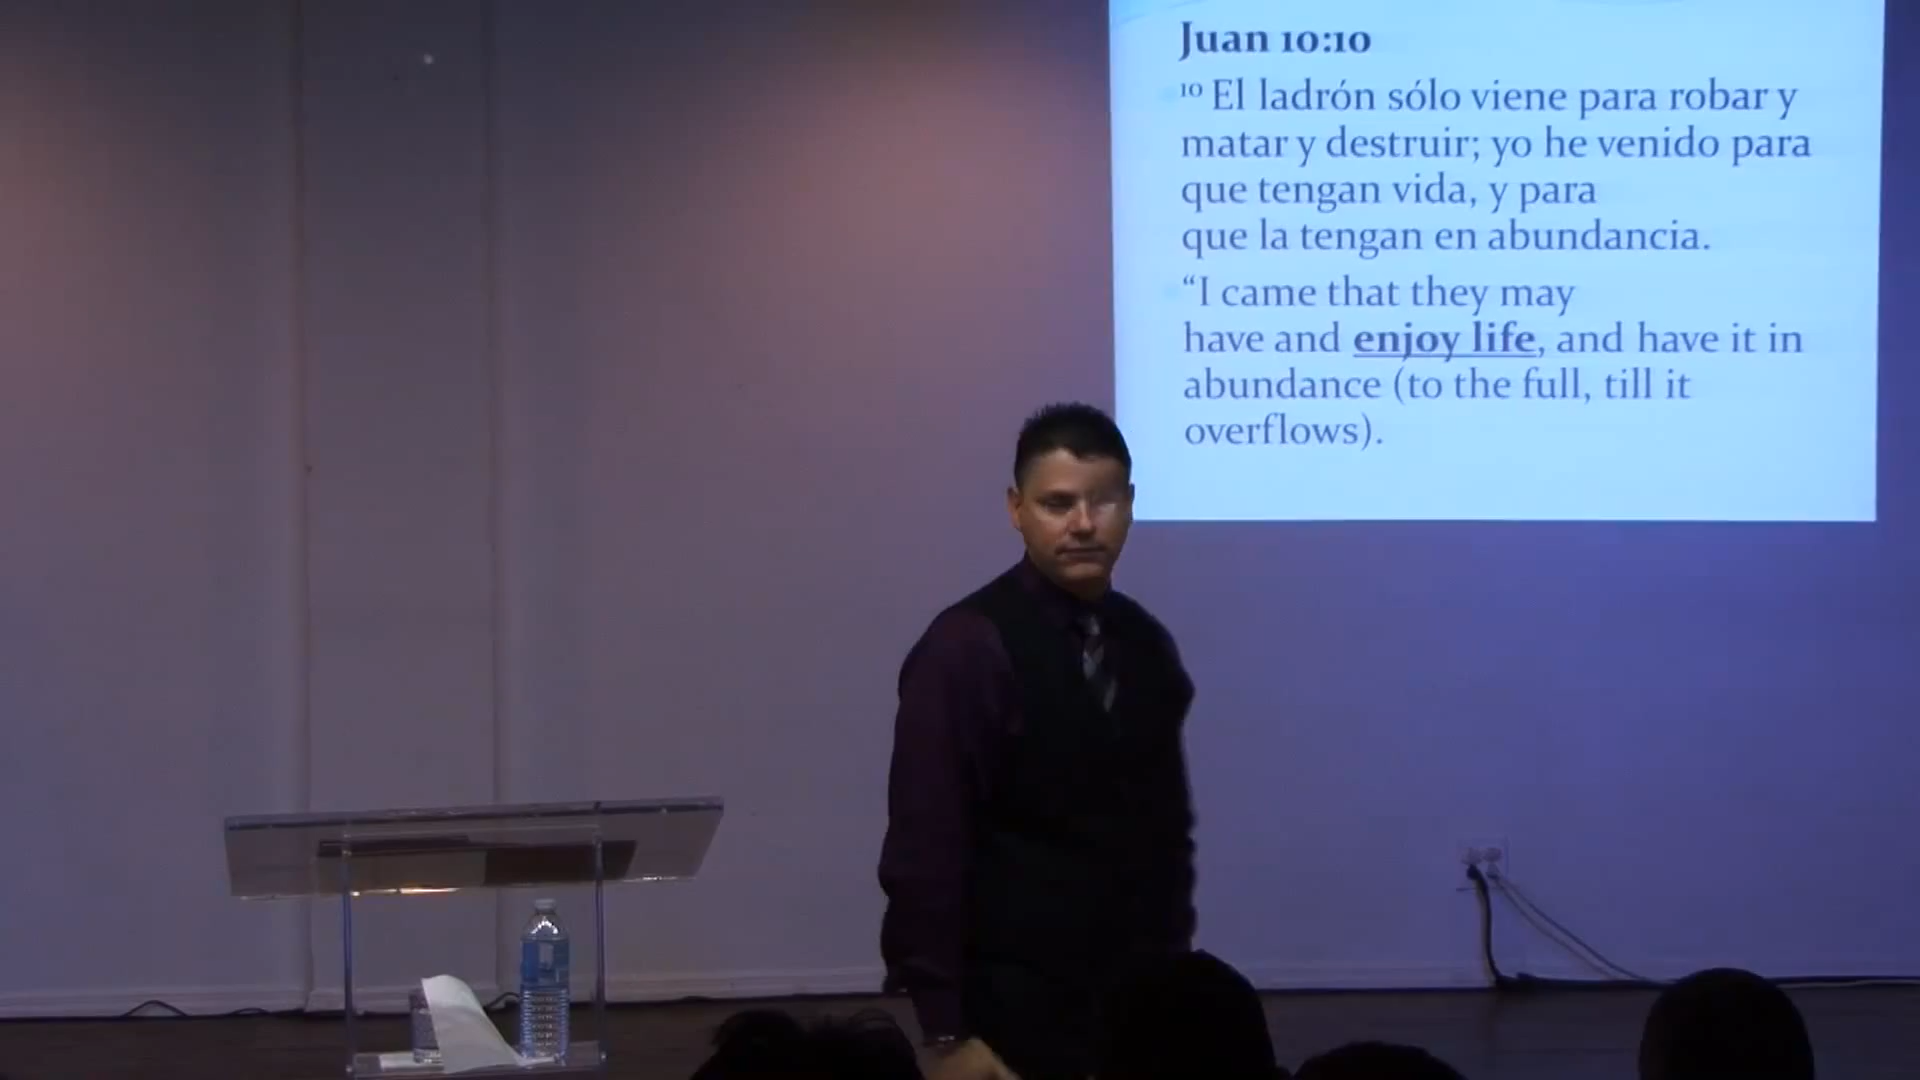 Juan 10:10
10 El ladrón sólo viene para robar y
matar y destruir; yo he venido para
que tengan vida, y para
que la tengan en abundancia.
“I came that they may
have and enjoy life, and have it in
abundance (to the full, till it
overflows).